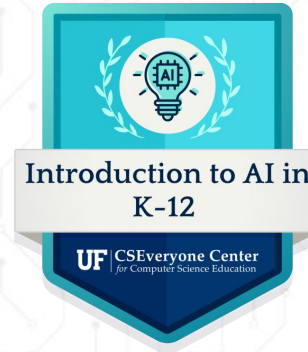 AI
Introduction to AI in
K-12
UF CSEveryone Center
for Computer Science Education